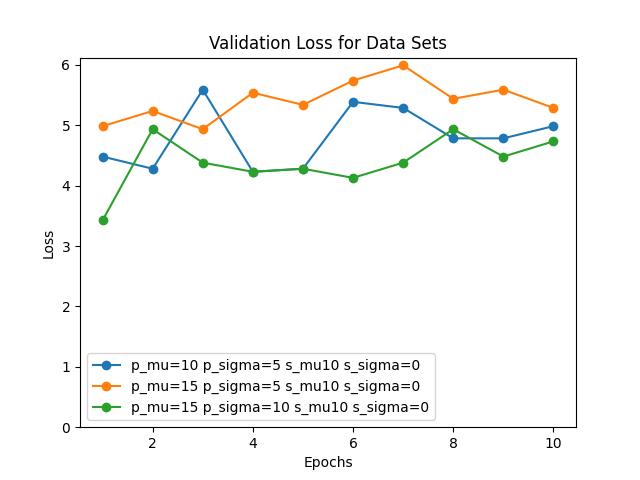 Validation Loss for Data Sets
6
5
4
3
2
1
0
Loss
p_mu=10 p_sigma=5 s_mu10 s_sigma=0
p_mu=15 p_sigma=5 s_mu10 s_sigma=0
p_mu=15 p_sigma=10 s_mu10 s_sigma=0
2 4 6 8 10
Epochs